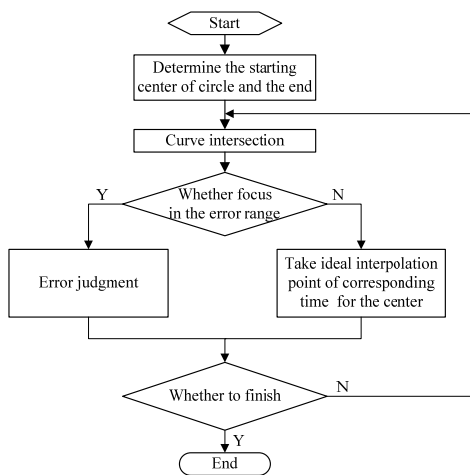 Start
Determine the starting
center of circle and the end
Curve intersection
Y
Whether focus
in the error range
N
Error judgment
Take ideal interpolation
point of corresponding
time for the center
Whether to finish
N
Y
End